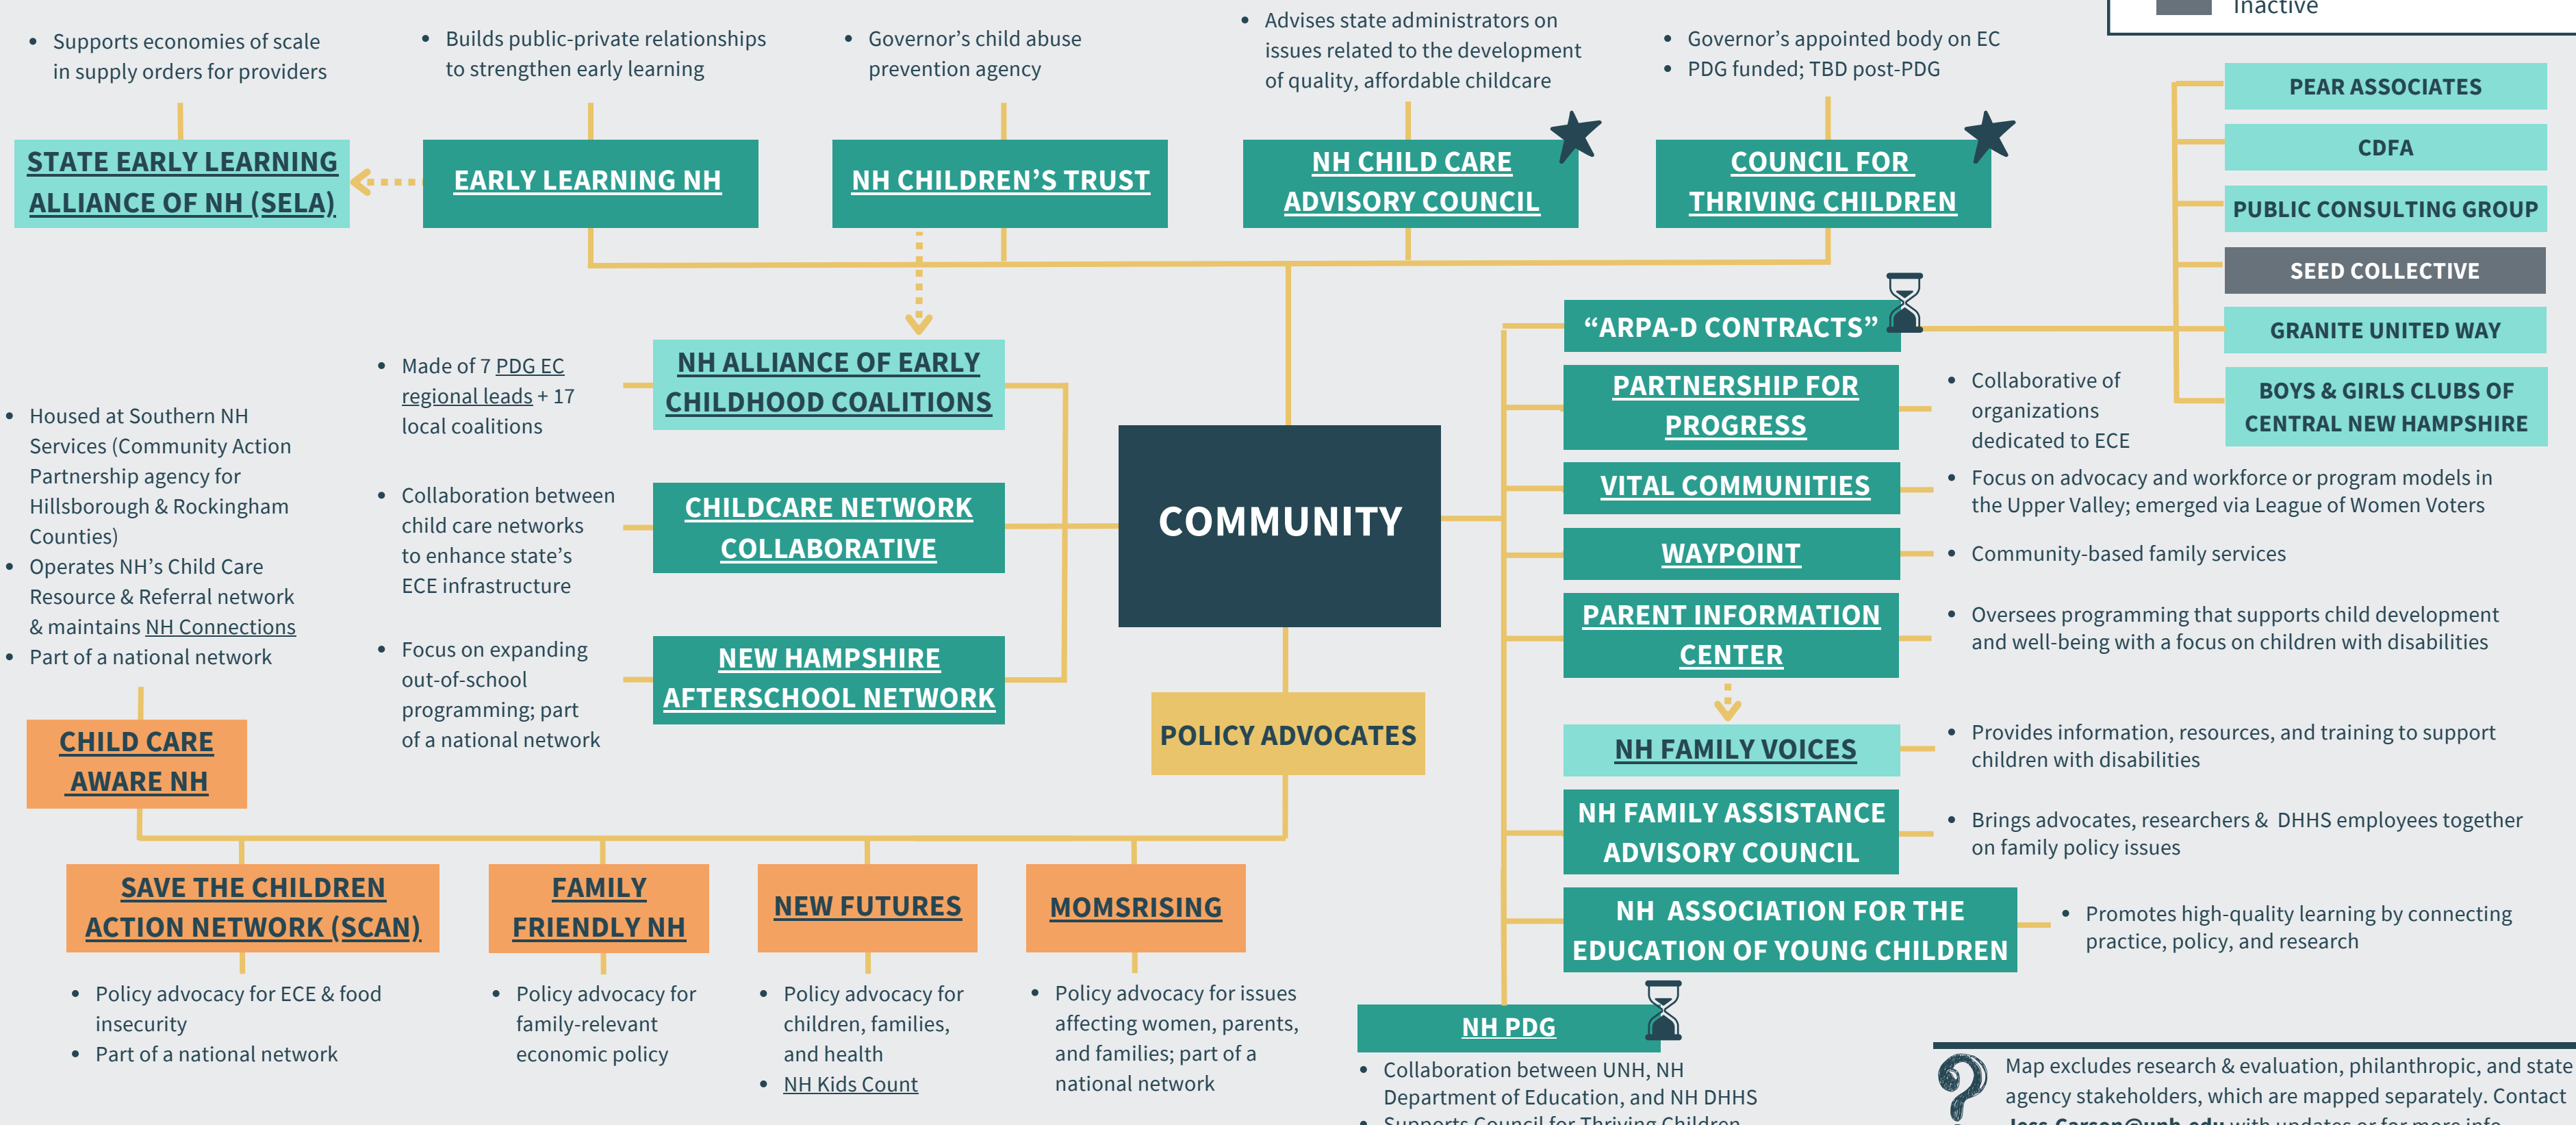 Inactive
• Supports economies of scale
in supply orders for providers
• Builds public-private relationships
to strengthen early learning
• Governor's child abuse
prevention agency
• Advises state administrators on
issues related to the development
of quality, affordable childcare
• Governor's appointed body on EC
• PDG funded; TBD post-PDG
STATE EARLY LEARNING
ALLIANCE OF NH (SELA)
EARLY LEARNING NH
NH CHILDREN'S TRUST
NH CHILD CARE
ADVISORY COUNCIL
COUNCIL FOR
THRIVING CHILDREN
PEAR ASSOCIATES
CDFA
PUBLIC CONSULTING GROUP
SEED COLLECTIVE
GRANITE UNITED WAY
BOYS & GIRLS CLUBS OF
CENTRAL NEW HAMPSHIRE
• Made of 7 PDG EC
regional leads + 17
local coalitions
NH ALLIANCE OF EARLY
CHILDHOOD COALITIONS
• Collaboration between
child care networks
to enhance state's
ECE infrastructure
CHILDCARE NETWORK
COLLABORATIVE
• Focus on expanding
out-of-school
programming; part
of a national network
NEW HAMPSHIRE
AFTERSCHOOL NETWORK
• Housed at Southern NH
Services (Community Action
Partnership agency for
Hillsborough & Rockingham
Counties)
• Operates NH's Child Care
Resource & Referral network
& maintains NH Connections
• Part of a national network
CHILD CARE
AWARE NH
COMMUNITY
POLICY ADVOCATES
"ARPA-D CONTRACTS"
PARTNERSHIP FOR
PROGRESS
• Collaborative of
organizations
dedicated to ECE
VITAL COMMUNITIES
• Focus on advocacy and workforce or program models in
the Upper Valley; emerged via League of Women Voters
WAYPOINT
• Community-based family services
PARENT INFORMATION
CENTER
• Oversees programming that supports child development
and well-being with a focus on children with disabilities
NH FAMILY VOICES
• Provides information, resources, and training to support
children with disabilities
NH FAMILY ASSISTANCE
ADVISORY COUNCIL
• Brings advocates, researchers & DHHS employees together
on family policy issues
NH ASSOCIATION FOR THE
EDUCATION OF YOUNG CHILDREN
• Promotes high-quality learning by connecting
practice, policy, and research
SAVE THE CHILDREN
ACTION NETWORK (SCAN)
• Policy advocacy for ECE & food
insecurity
• Part of a national network
FAMILY
FRIENDLY NH
• Policy advocacy for
family-relevant
economic policy
NEW FUTURES
• Policy advocacy for
children, families,
and health
• NH Kids Count
MOMSRISING
• Policy advocacy for issues
affecting women, parents,
and families; part of a
national network
NH PDG
• Collaboration between UNH, NH
Department of Education, and NH DHHS
• Supports Council for Thriving Children
?
Map excludes research & evaluation, philanthropic, and state
agency stakeholders, which are mapped separately. Contact
Jess.Carson@unh.edu with updates or for more info.